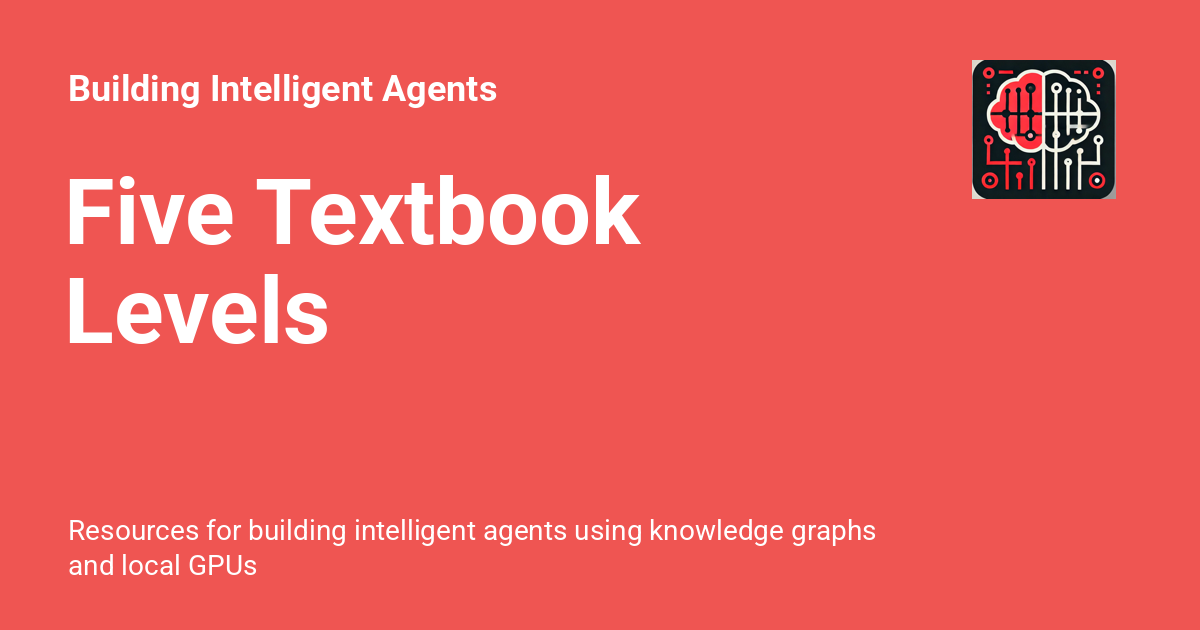 Building Intelligent Agents
Five Textbook
Levels
Resources for building intelligent agents using knowledge graphs
and local GPUs